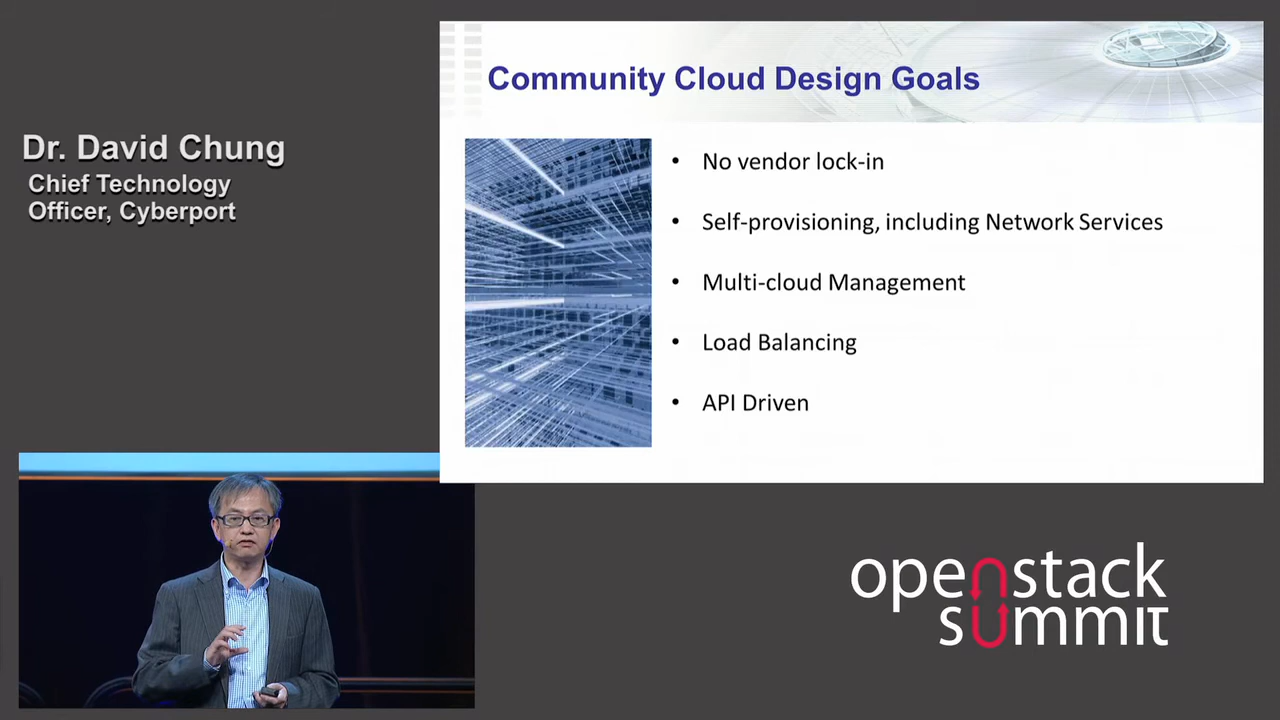 Dr. David Chung
Chief Technology
Officer, Cyberport
Community Cloud Design Goals
• No vendor lock-in
• Self-provisioning, including Network Services
• Multi-cloud Management
• Load Balancing
• API Driven
openstack
summit